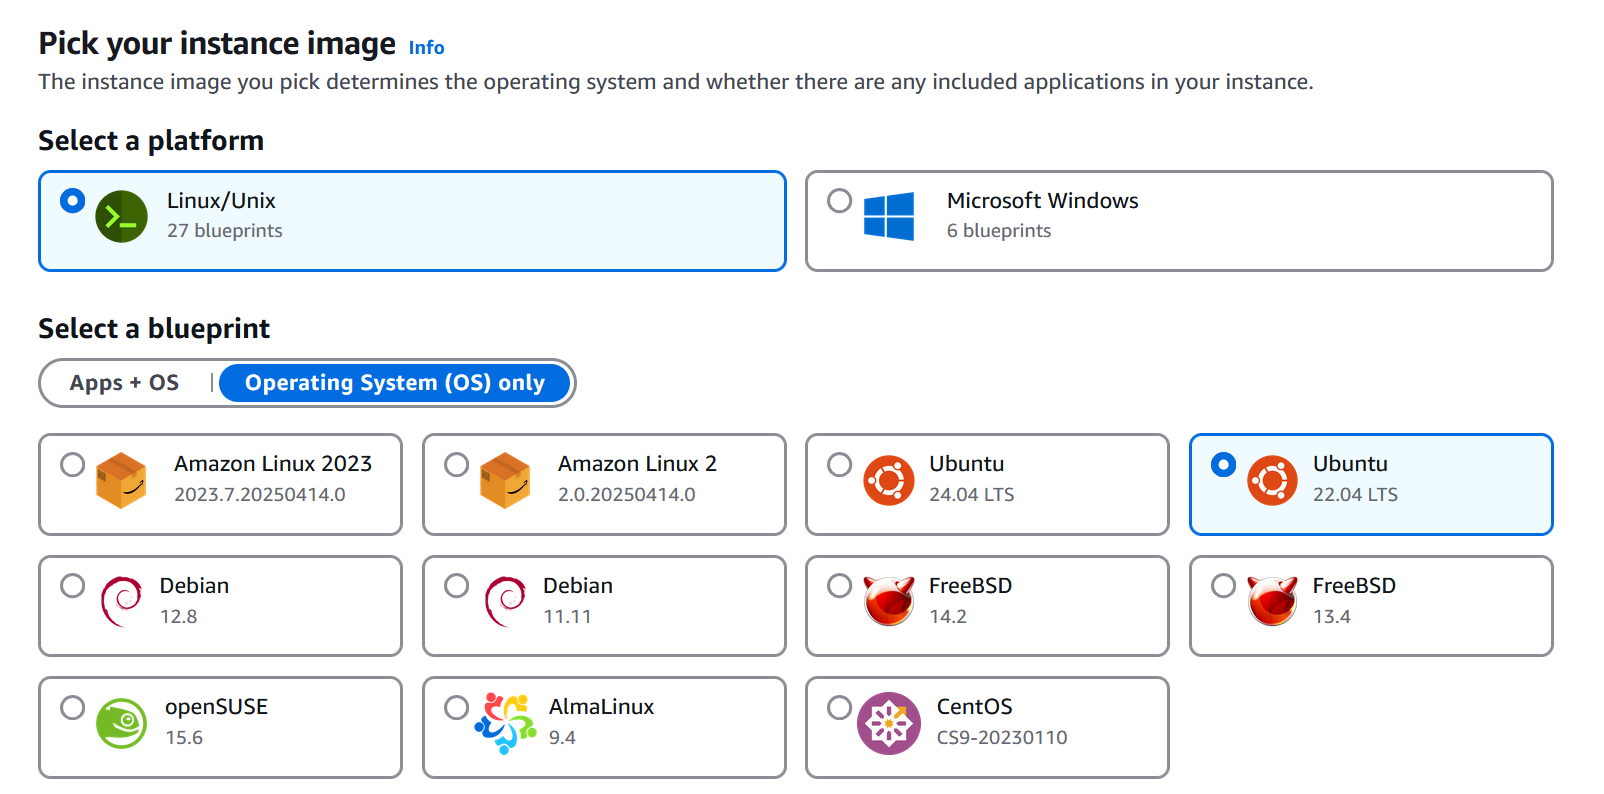 Pick your instance image Info
The instance image you pick determines the operating system and whether there are any included applications in your instance.
Select a platform
Linux/Unix
27 blueprints
Microsoft Windows
6 blueprints
Select a blueprint
Apps + OS | Operating System (OS) only
Amazon Linux 2023
2023.7.20250414.0
Amazon Linux 2
2.0.20250414.0
Ubuntu
24.04 LTS
Ubuntu
22.04 LTS
Debian
12.8
Debian
11.11
FreeBSD
14.2
FreeBSD
13.4
openSUSE
15.6
AlmaLinux
9.4
CentOS
CS9-20230110